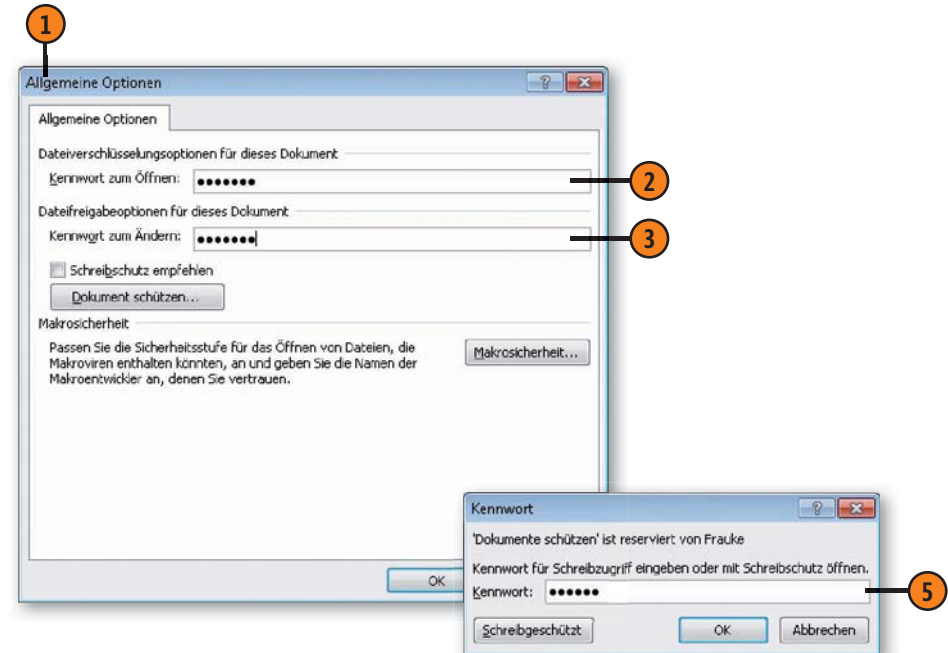 1
Allgemeine Optionen
Allgemeine Optionen
Dateiverschlüsselungsoptionen für dieses Dokument
Kennwort zum Öffnen: ●●●●●●●
2
Dateifreigabeoptionen für dieses Dokument
Kennwort zum Ändern: ●●●●●●●
3
Schreibschutz empfehlen
Dokument schützen...
Makrosicherheit
Passen Sie die Sicherheitsstufe für das Öffnen von Dateien, die
Makroviren enthalten könnten, an und geben Sie die Namen der
Makroentwickler an, denen Sie vertrauen.
Makrosicherheit...
OK
Kennwort
'Dokumente schützen' ist reserviert von Frauke
Kennwort für Schreibzugriff eingeben oder mit Schreibschutz öffnen.
Kennwort: ●●●●●●
5
Schreibgeschützt
OK
Abbrechen